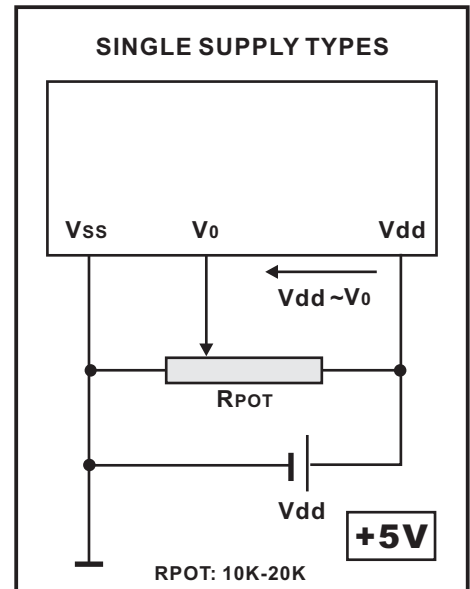 SINGLE SUPPLY TYPES
Vss V0 Vdd
Vdd ~V0
RPOT
Vdd
+5V
RPOT: 10K-20K